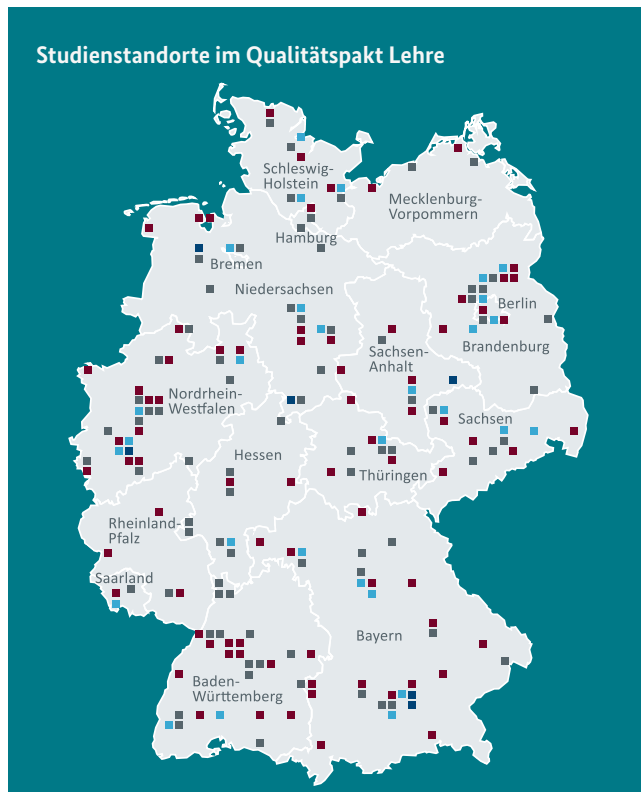 Studienstandorte im Qualitätspakt Lehre
Schleswig-
Holstein
Mecklenburg-
Vorpommern
Hamburg
Bremen
Niedersachsen
Berlin
Brandenburg
Sachsen-
Anhalt
Nordrhein-
Westfalen
Sachsen
Hessen
Thüringen
Rheinland-
Pfalz
Saarland
Bayern
Baden-
Württemberg